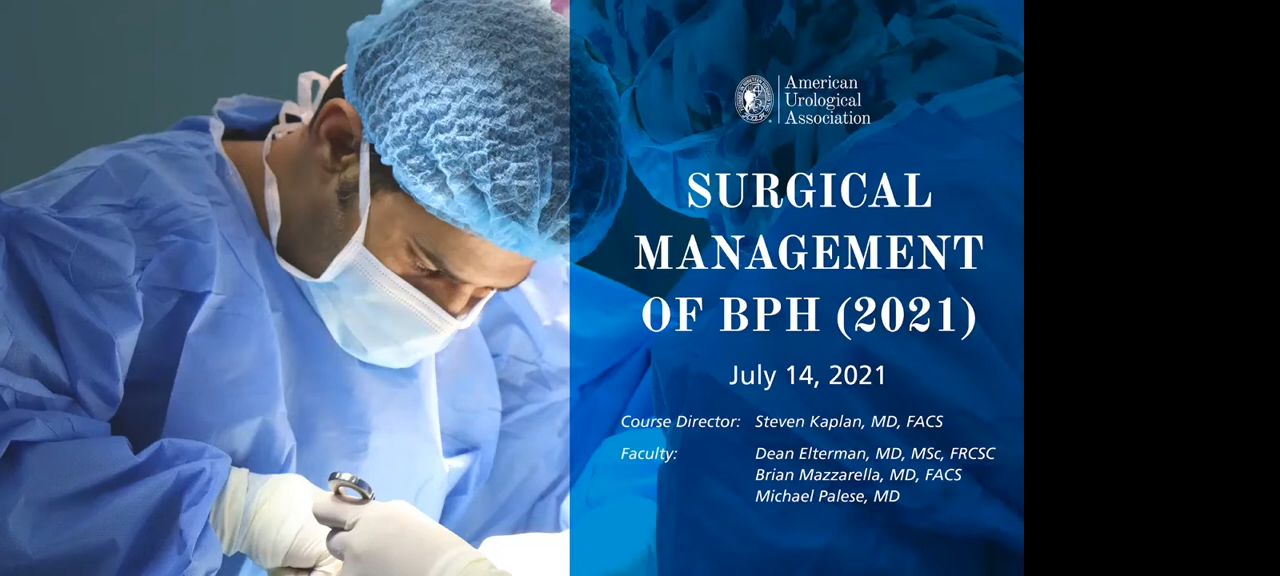 American
Urological
Association
SURGICAL
MANAGEMENT
OF BPH (2021)
July 14, 2021
Course Director: Steven Kaplan, MD, FACS
Faculty: Dean Elterman, MD, MSc, FRCSC
Brian Mazzarella, MD, FACS
Michael Palese, MD